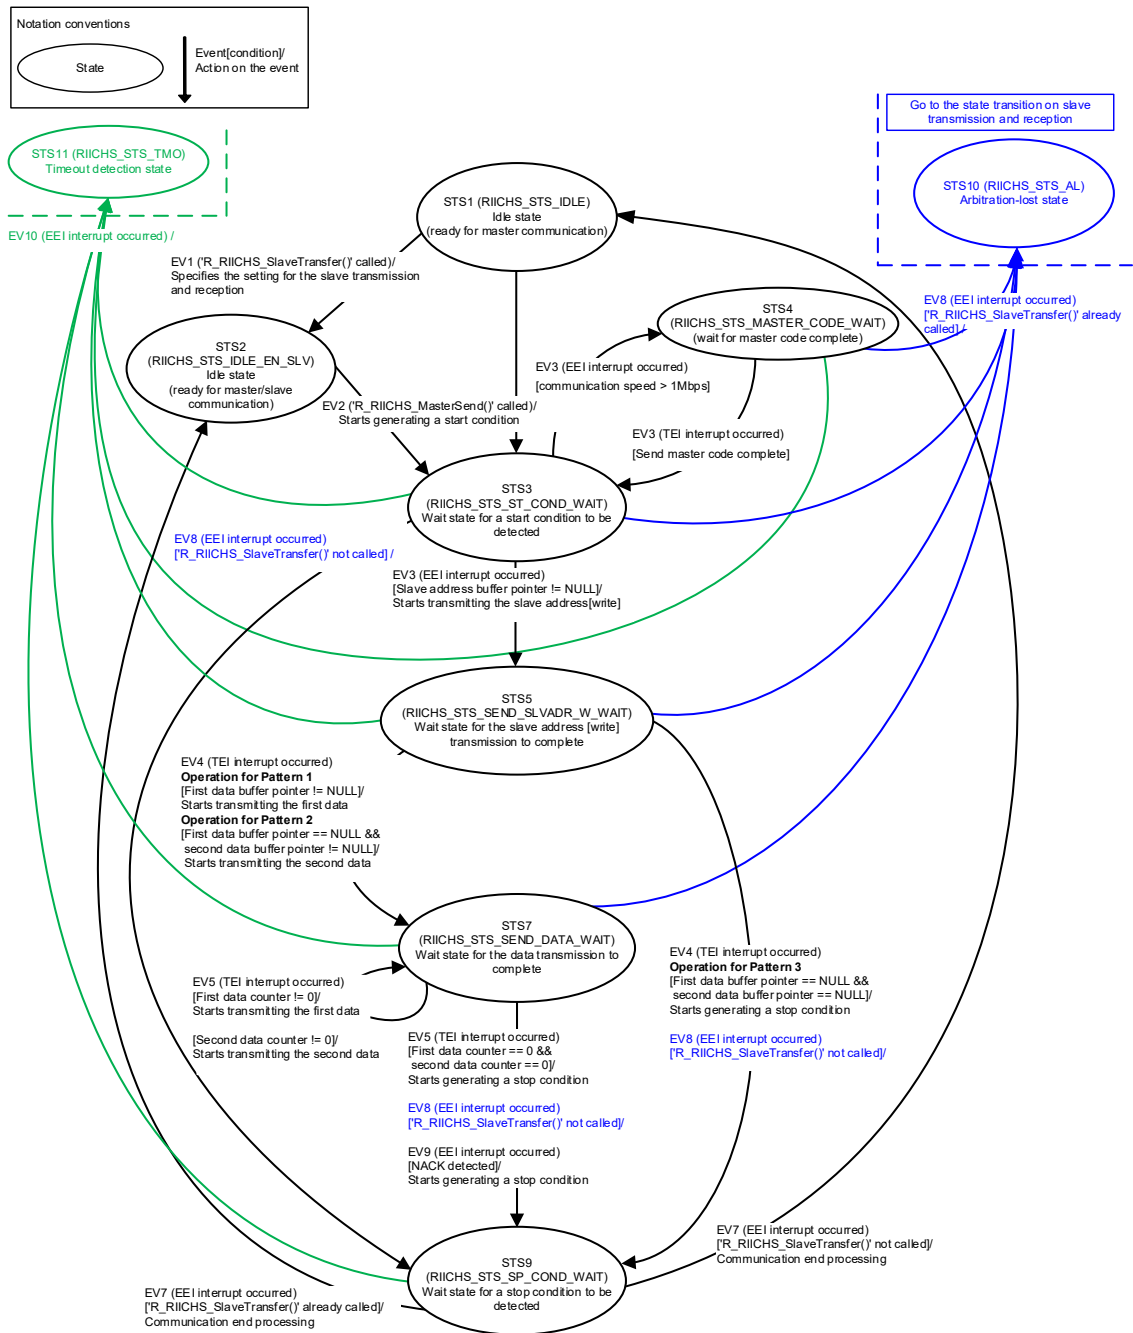 Notation conventions
State
Event[condition]/
Action on the event
Go to the state transition on slave
transmission and reception
STS11 (RIICHS_STS_TMO)
Timeout detection state
STS10 (RIICHS_STS_AL)
Arbitration-lost state
STS1 (RIICHS_STS_IDLE)
Idle state
(ready for master communication)
EV10 (EEI interrupt occurred) /
EV1 ('R_RIICHS_SlaveTransfer()' called)/
Specifies the setting for the slave transmission
and reception
EV8 (EEI interrupt occurred)
['R_RIICHS_SlaveTransfer()' already
called] /
STS4
(RIICHS_STS_MASTER_CODE_WAIT)
(wait for master code complete)
STS2
(RIICHS_STS_IDLE_EN_SLV)
Idle state
(ready for master/slave
communication)
EV3 (EEI interrupt occurred)
[communication speed > 1Mbps]
EV2 ('R_RIICHS_MasterSend()' called)/
Starts generating a start condition
EV3 (TEI interrupt occurred)
[Send master code complete]
STS3
(RIICHS_STS_ST_COND_WAIT)
Wait state for a start condition to be
detected
EV8 (EEI interrupt occurred)
['R_RIICHS_SlaveTransfer()' not called] /
EV3 (EEI interrupt occurred)
[Slave address buffer pointer != NULL]/
Starts transmitting the slave address[write]
STS5
(RIICHS_STS_SEND_SLVADR_W_WAIT)
Wait state for the slave address [write]
transmission to complete
EV4 (TEI interrupt occurred)
Operation for Pattern 1
[First data buffer pointer != NULL]/
Starts transmitting the first data
Operation for Pattern 2
[First data buffer pointer == NULL &&
second data buffer pointer != NULL]/
Starts transmitting the second data
STS7
(RIICHS_STS_SEND_DATA_WAIT)
Wait state for the data transmission to
complete
EV4 (TEI interrupt occurred)
Operation for Pattern 3
[First data buffer pointer == NULL &&
second data buffer pointer == NULL]/
Starts generating a stop condition
EV8 (EEI interrupt occurred)
['R_RIICHS_SlaveTransfer()' not called]/
EV5 (TEI interrupt occurred)
[First data counter != 0]/
Starts transmitting the first data
[Second data counter != 0]/
Starts transmitting the second data
EV5 (TEI interrupt occurred)
[First data counter == 0 &&
second data counter == 0]/
Starts generating a stop condition
EV8 (EEI interrupt occurred)
['R_RIICHS_SlaveTransfer()' not called]/
EV9 (EEI interrupt occurred)
[NACK detected]/
Starts generating a stop condition
EV7 (EEI interrupt occurred)
['R_RIICHS_SlaveTransfer()' not called]/
Communication end processing
STS9
(RIICHS_STS_SP_COND_WAIT)
Wait state for a stop condition to be
detected
EV7 (EEI interrupt occurred)
['R_RIICHS_SlaveTransfer()' already called]/
Communication end processing